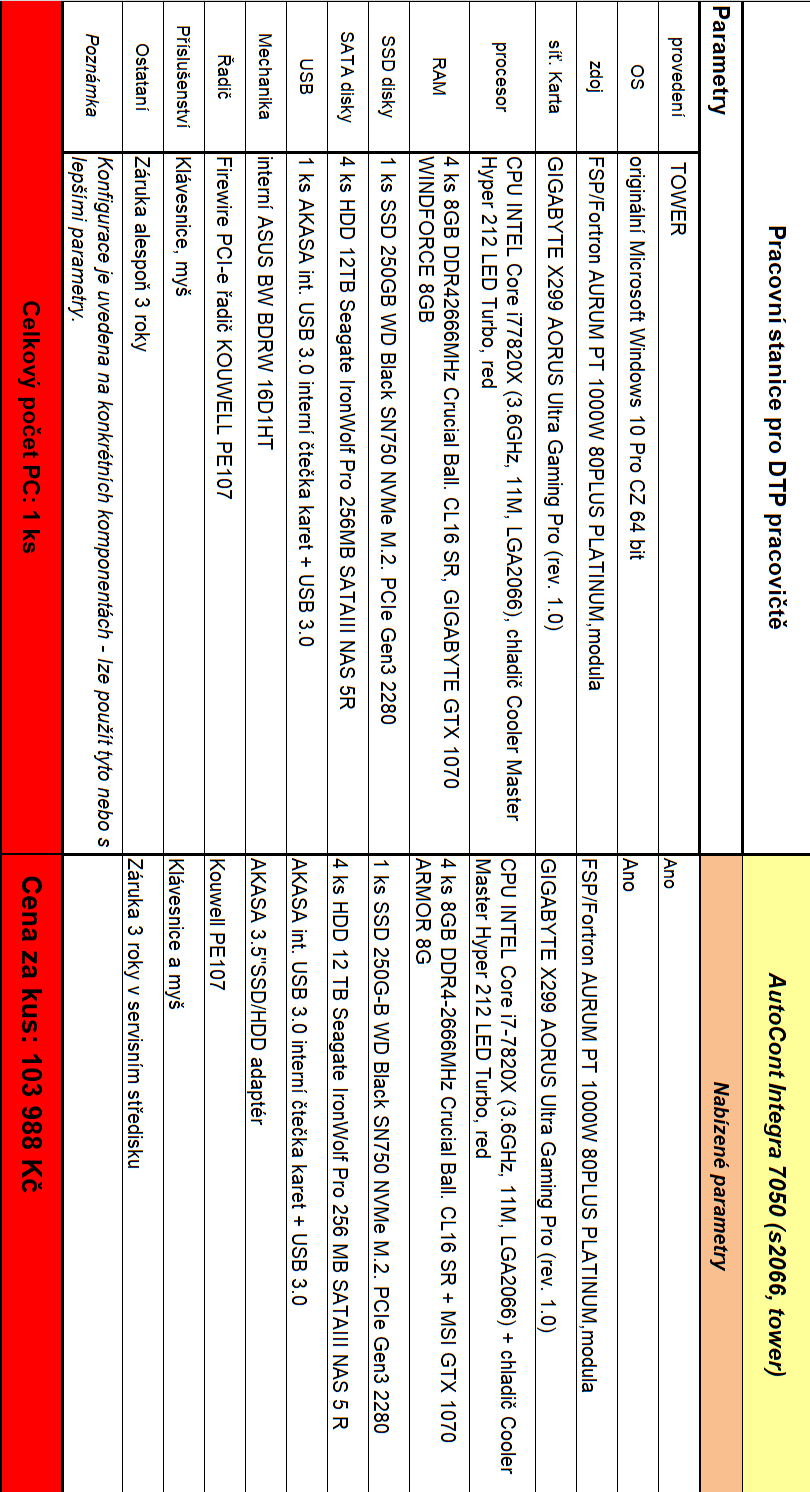 Pracovní stanice pro DTP pracovičtě
AutoCont Integra 7050 (s2066, tower)
Parametry
Nabízené parametry
provedení
TOWER
Ano
OS
originální Microsoft Windows 10 Pro CZ 64 bit
Ano
zdoj
FSP/Fortron AURUM PT 1000W 80PLUS PLATINUM,modula
FSP/Fortron AURUM PT 1000W 80PLUS PLATINUM,modula
síť. Karta
GIGABYTE X299 AORUS Ultra Gaming Pro (rev. 1.0)
GIGABYTE X299 AORUS Ultra Gaming Pro (rev. 1.0)
procesor
CPU INTEL Core i77820X (3.6GHz, 11M, LGA2066), chladič Cooler Master
Hyper 212 LED Turbo, red
CPU INTEL Core i7-7820X (3.6GHz, 11M, LGA2066) + chladič Cooler
Master Hyper 212 LED Turbo, red
RAM
4 ks 8GB DDR42666MHz Crucial Ball. CL16 SR, GIGABYTE GTX 1070
WINDFORCE 8GB
4 ks 8GB DDR4-2666MHz Crucial Ball. CL16 SR + MSI GTX 1070
ARMOR 8G
SSD disky
1 ks SSD 250GB WD Black SN750 NVMe M.2. PCIe Gen3 2280
1 ks SSD 250G-B WD Black SN750 NVMe M.2. PCIe Gen3 2280
SATA disky
4 ks HDD 12TB Seagate IronWolf Pro 256MB SATAIII NAS 5R
4 ks HDD 12 TB Seagate IronWolf Pro 256 MB SATAIII NAS 5 R
USB
1 ks AKASA int. USB 3.0 interní čtečka karet + USB 3.0
AKASA int. USB 3.0 interní čtečka karet + USB 3.0
Mechanika
interní ASUS BW BDRW 16D1HT
AKASA 3.5"SSD/HDD adaptér
Řadič
Firewire PCI-e řadič KOUWELL PE107
Kouwell PE107
Příslušenství
Klávesnice, myš
Klávesnice a myš
Ostataní
Záruka alespoň 3 roky
Záruka 3 roky v servisním středisku
Poznámka
Konfigurace je uvedena na konkrétních komponentách - lze použít tyto nebo s
lepšími parametry.
Celkový počet PC: 1 ks
Cena za kus: 103 988 Kč